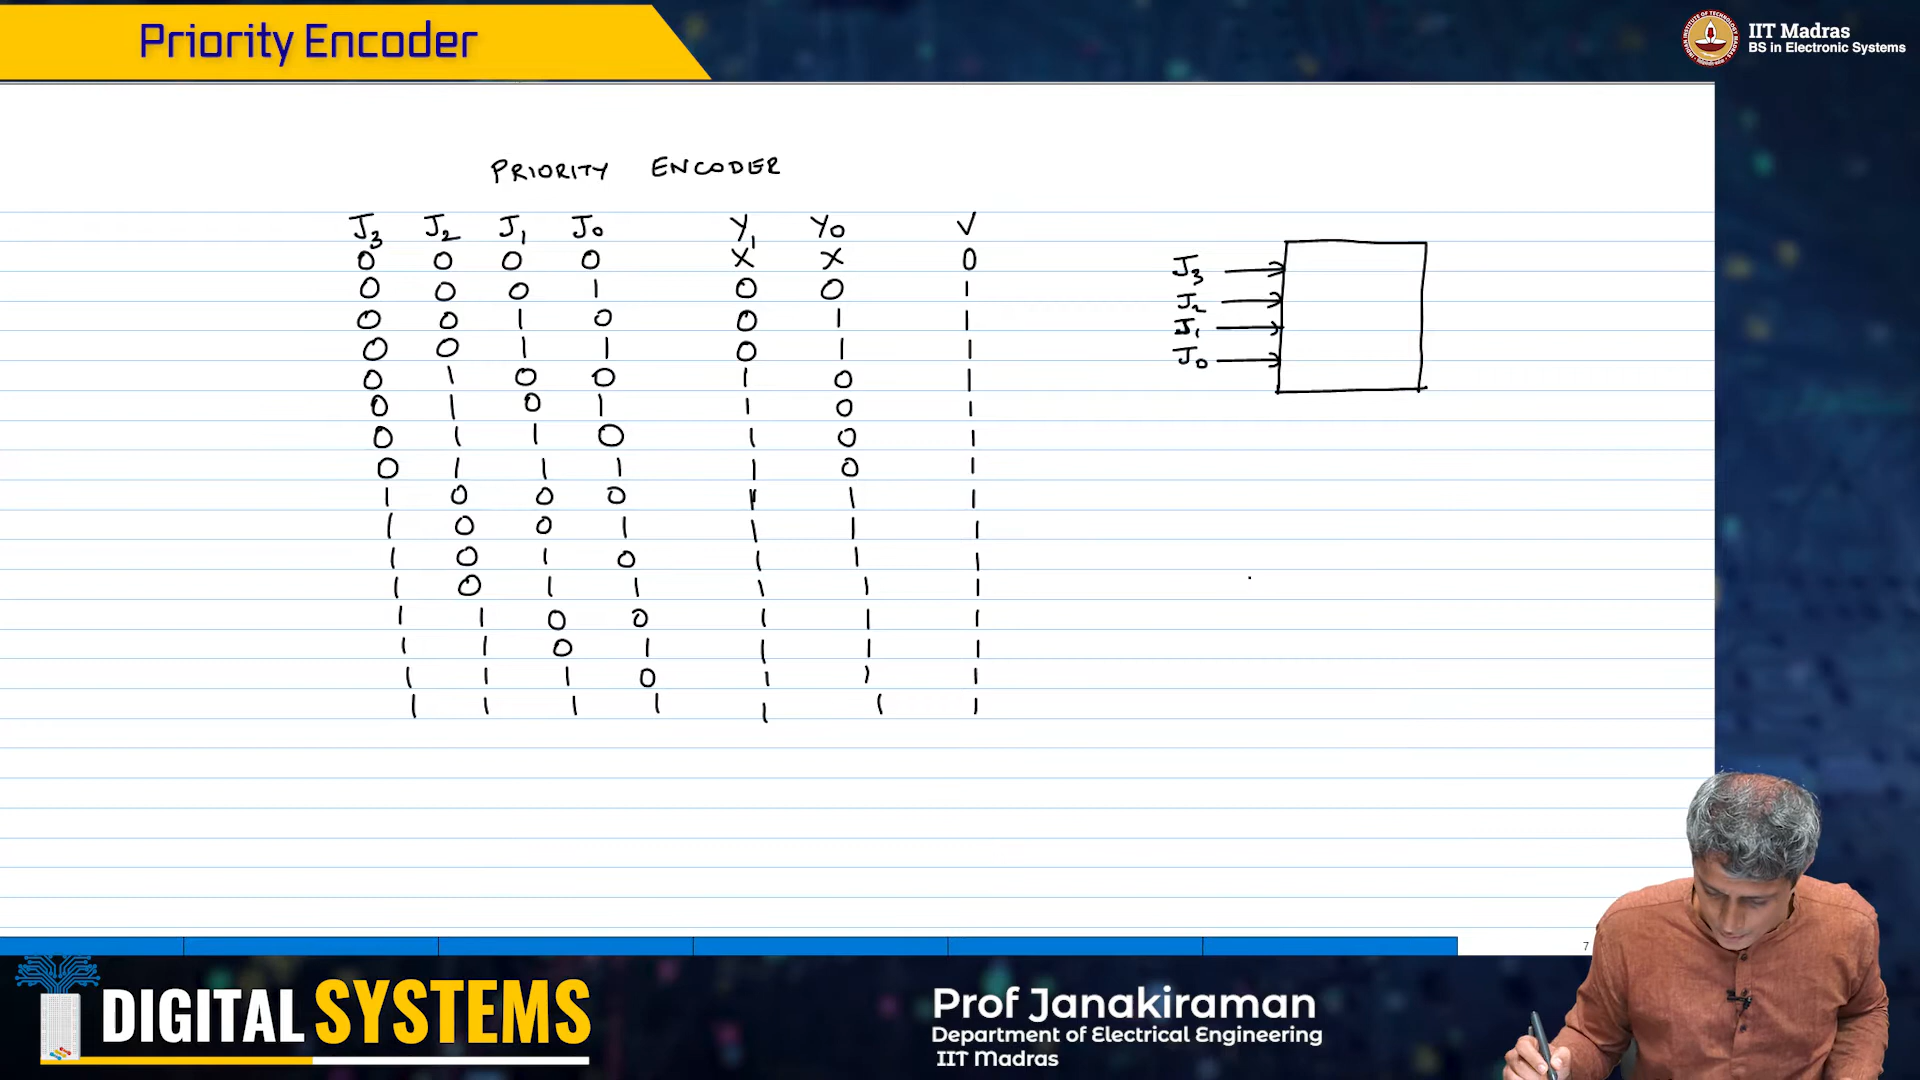 Priority Encoder
IIT Madras
BS in Electronic Systems
PRIORITY ENCODER
J3 J2 J1 J0 Y1 Y0 V
0 0 0 0 X X 0
0 0 0 1 0 0 1
0 0 1 0 0 1 1
0 0 1 1 0 1 1
0 1 0 0 1 0 1
0 1 0 1 1 0 1
0 1 1 0 1 0 1
0 1 1 1 1 0 1
1 0 0 0 1 1 1
1 0 0 1 1 1 1
1 0 1 0 1 1 1
1 0 1 1 1 1 1
1 1 0 0 1 1 1
1 1 0 1 1 1 1
1 1 1 0 1 1 1
1 1 1 1 1 1 1
J3
J2
J1
J0
7
DIGITAL SYSTEMS
Prof Janakiraman
Department of Electrical Engineering
IIT Madras